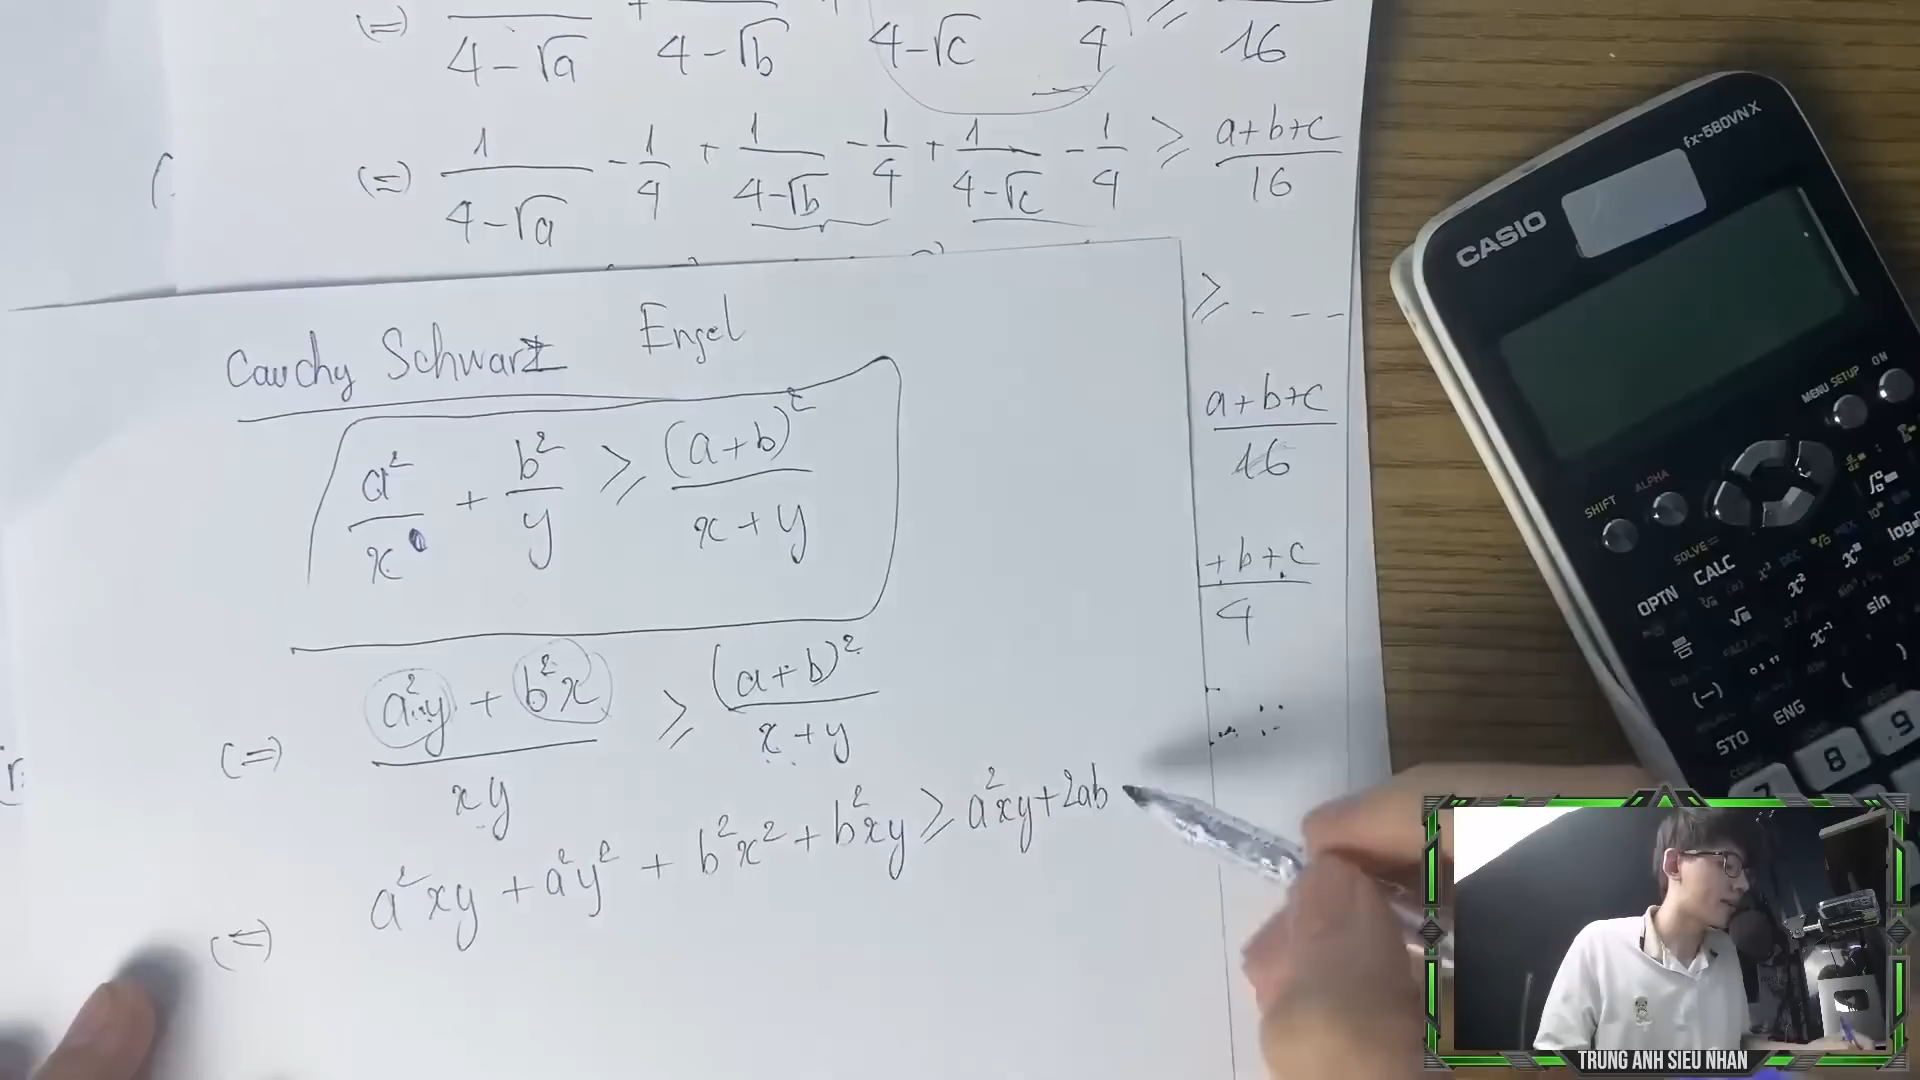 (=) 4-√a + 4-√b 4-√c 4 ≥ 16
(=) 1/(4-√a) - 1/4 + 1/(4-√b) - 1/4 + 1/(4-√c) - 1/4 ≥ (a+b+c)/16
≥ - - -
Cauchy Schwarz Engel
a²/x + b²/y ≥ (a+b)²/(x+y)
(a+b+c)/16
+b+c
4
(=) (a²y + b²x)/(xy) ≥ (a+b)²/(x+y)
(=) a²xy + a²y² + b²x² + b²xy ≥ a²xy + 2ab
CASIO
fx-580VN X
SHIFT
ALPHA
MENU SETUP
ON
SOLVE =
OPTN
CALC
√
x²
x⁻¹
log
sin
(-)
STO
ENG
(
)
7
8
9
TRUNG ANH SIEU NHAN